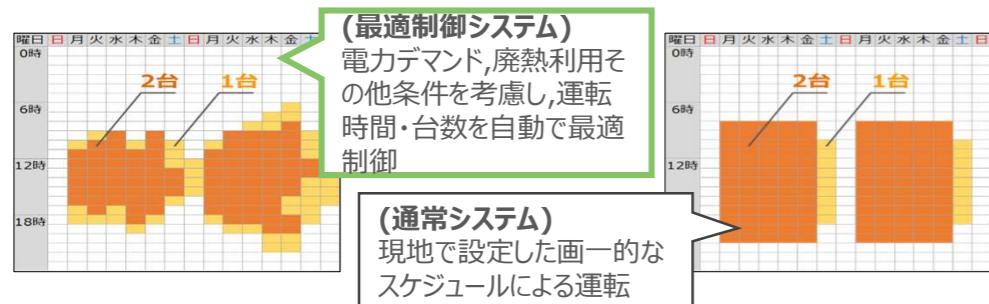 曜日 日 月 火 水 木 金 土 日 月 火 水 木 金 土
0時
2台 1台
6時
12時
18時
(最適制御システム)
電力デマンド,廃熱利用そ
の他条件を考慮し,運転
時間・台数を自動で最適
制御
(通常システム)
現地で設定した画一的な
スケジュールによる運転
曜日 日 月 火 水 木 金 土 日 月 火 水 木 金 土 日
0時
2台 1台
6時
12時
18時